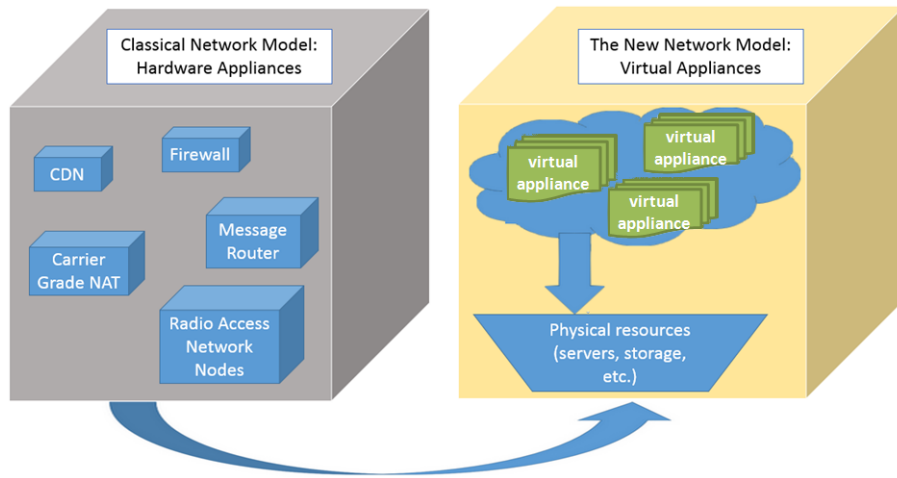 Classical Network Model:
Hardware Appliances
CDN
Firewall
Message
Router
Carrier
Grade NAT
Radio Access
Network
Nodes
The New Network Model:
Virtual Appliances
virtual
appliance
virtual
appliance
virtual
appliance
Physical resources
(servers, storage,
etc.)